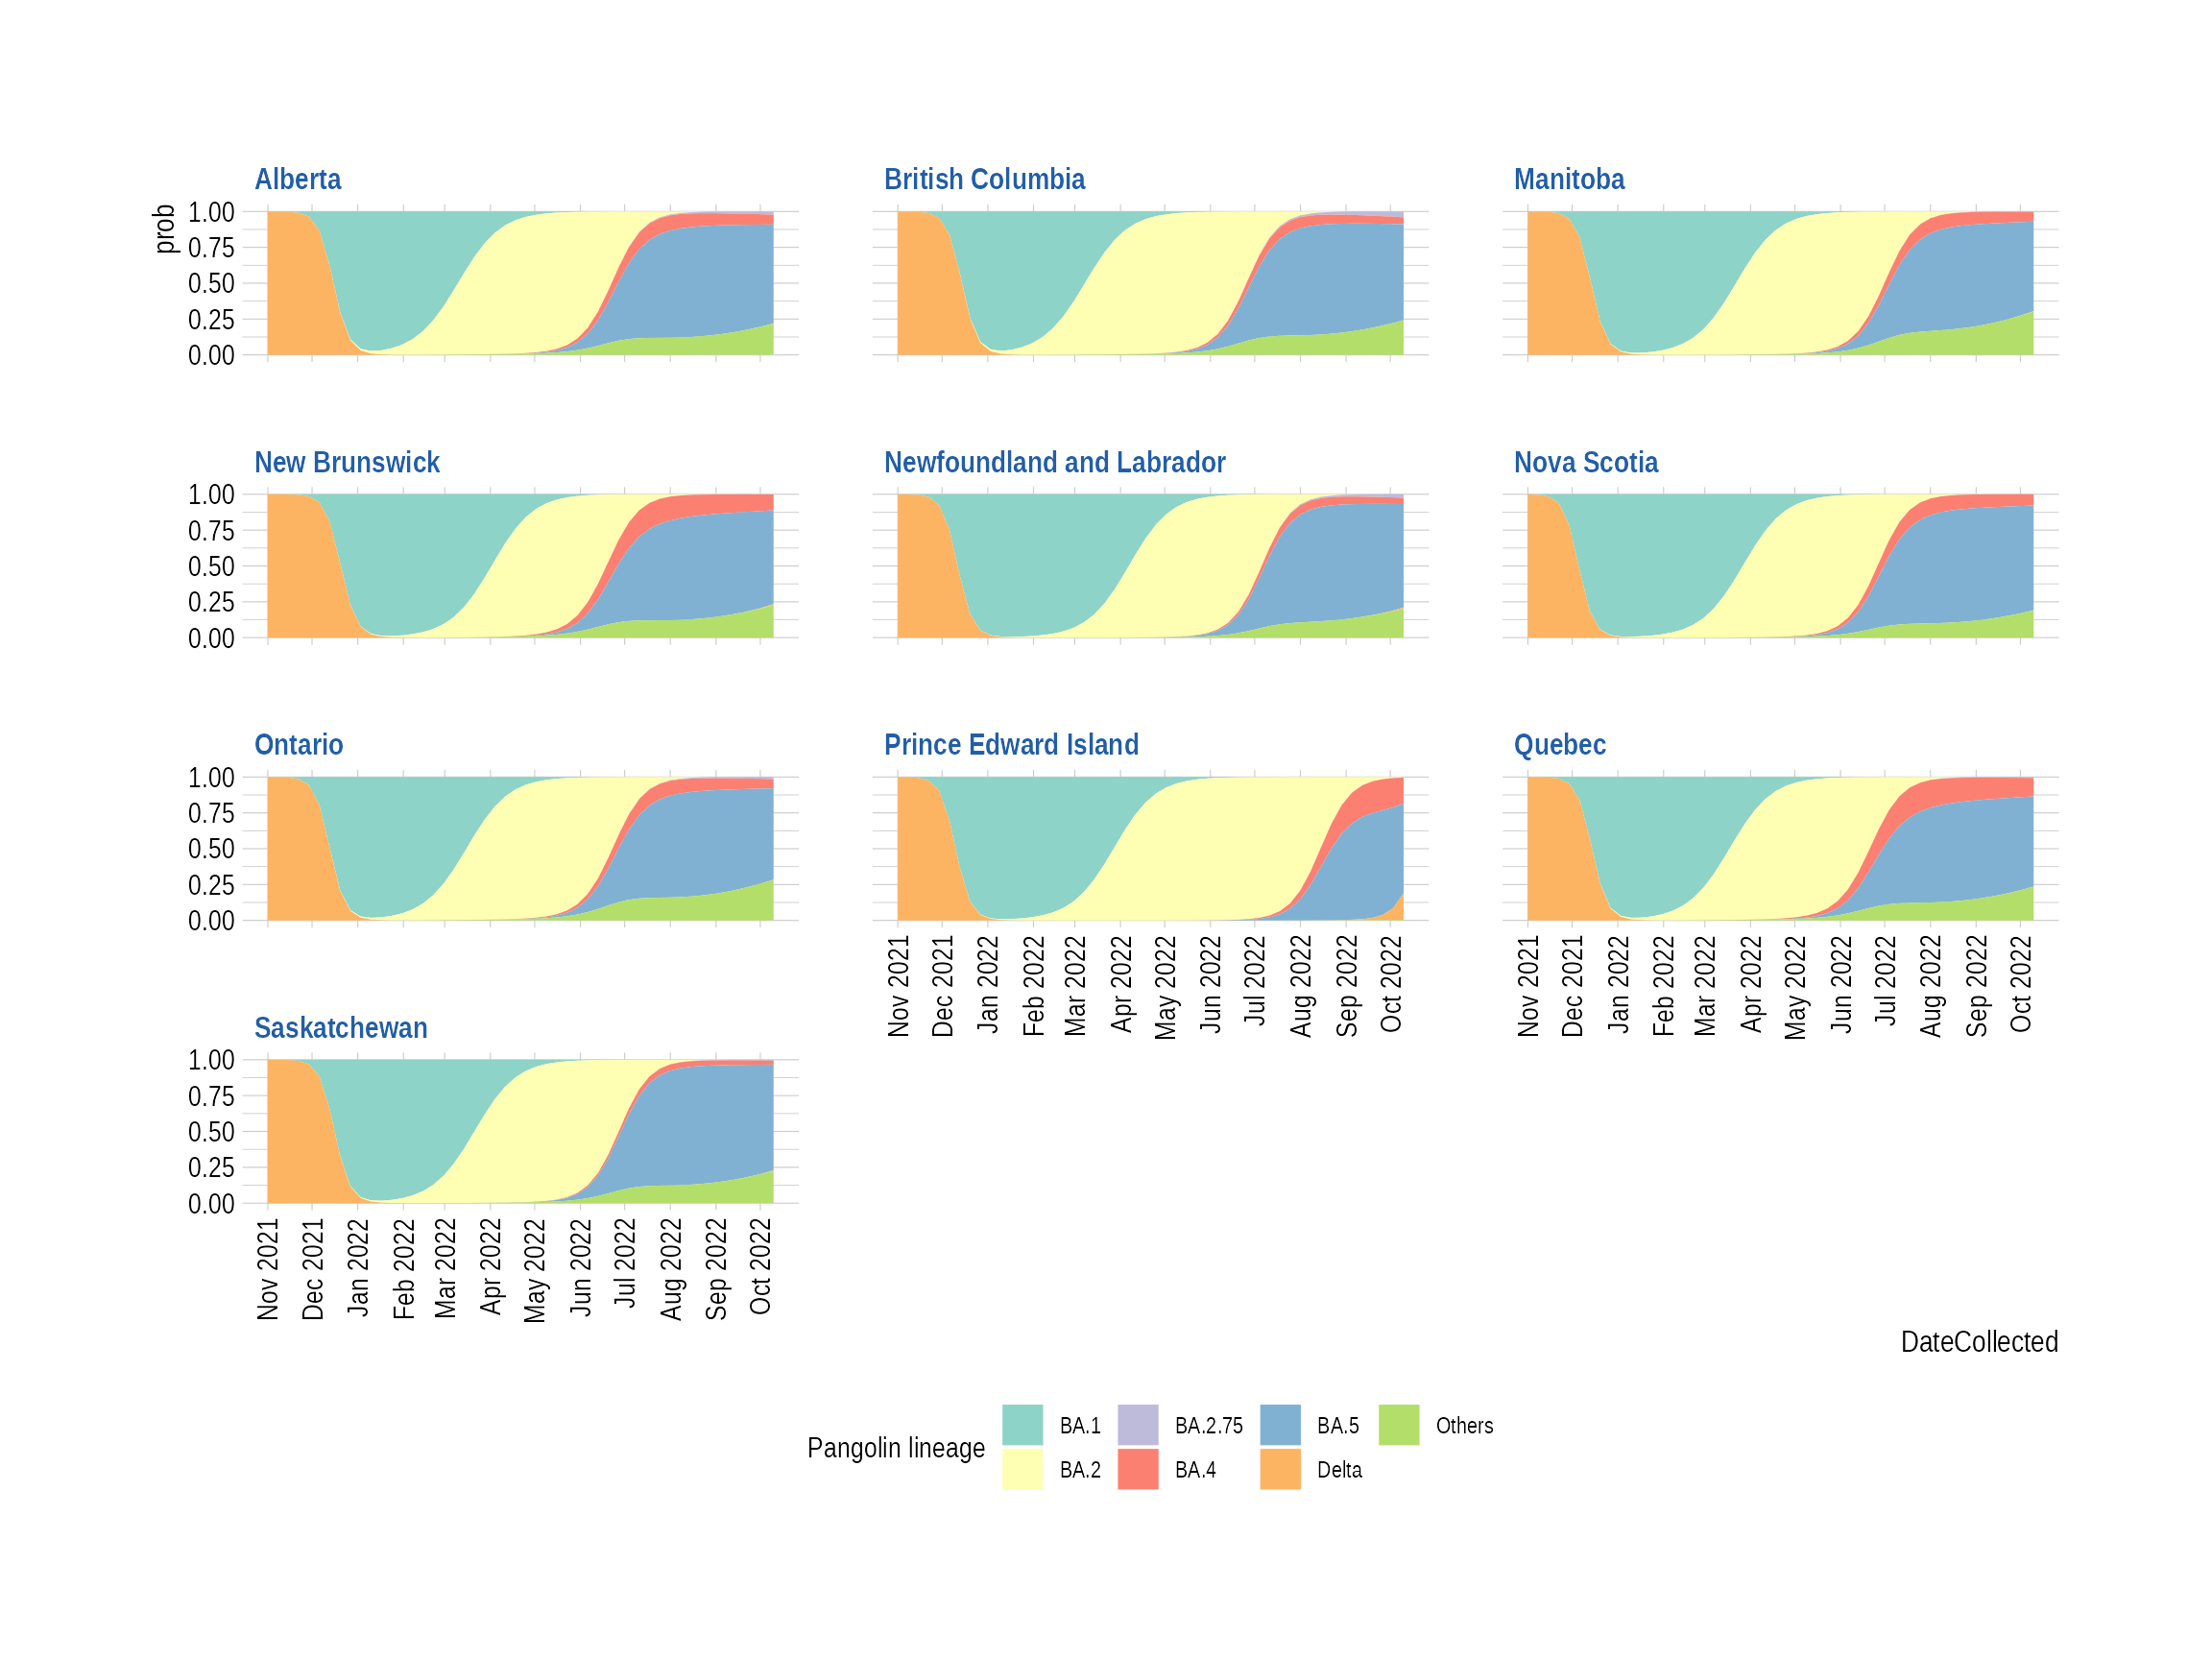 Alberta
British Columbia
Manitoba
prob
1.00
0.75
0.50
0.25
0.00
New Brunswick
Newfoundland and Labrador
Nova Scotia
1.00
0.75
0.50
0.25
0.00
Ontario
Prince Edward Island
Quebec
1.00
0.75
0.50
0.25
0.00
Nov 2021 Dec 2021 Jan 2022 Feb 2022 Mar 2022 Apr 2022 May 2022 Jun 2022 Jul 2022 Aug 2022 Sep 2022 Oct 2022
Nov 2021 Dec 2021 Jan 2022 Feb 2022 Mar 2022 Apr 2022 May 2022 Jun 2022 Jul 2022 Aug 2022 Sep 2022 Oct 2022
Saskatchewan
1.00
0.75
0.50
0.25
0.00
Nov 2021 Dec 2021 Jan 2022 Feb 2022 Mar 2022 Apr 2022 May 2022 Jun 2022 Jul 2022 Aug 2022 Sep 2022 Oct 2022
DateCollected
Pangolin lineage
BA.1 BA.2.75 BA.5 Others
BA.2 BA.4 Delta